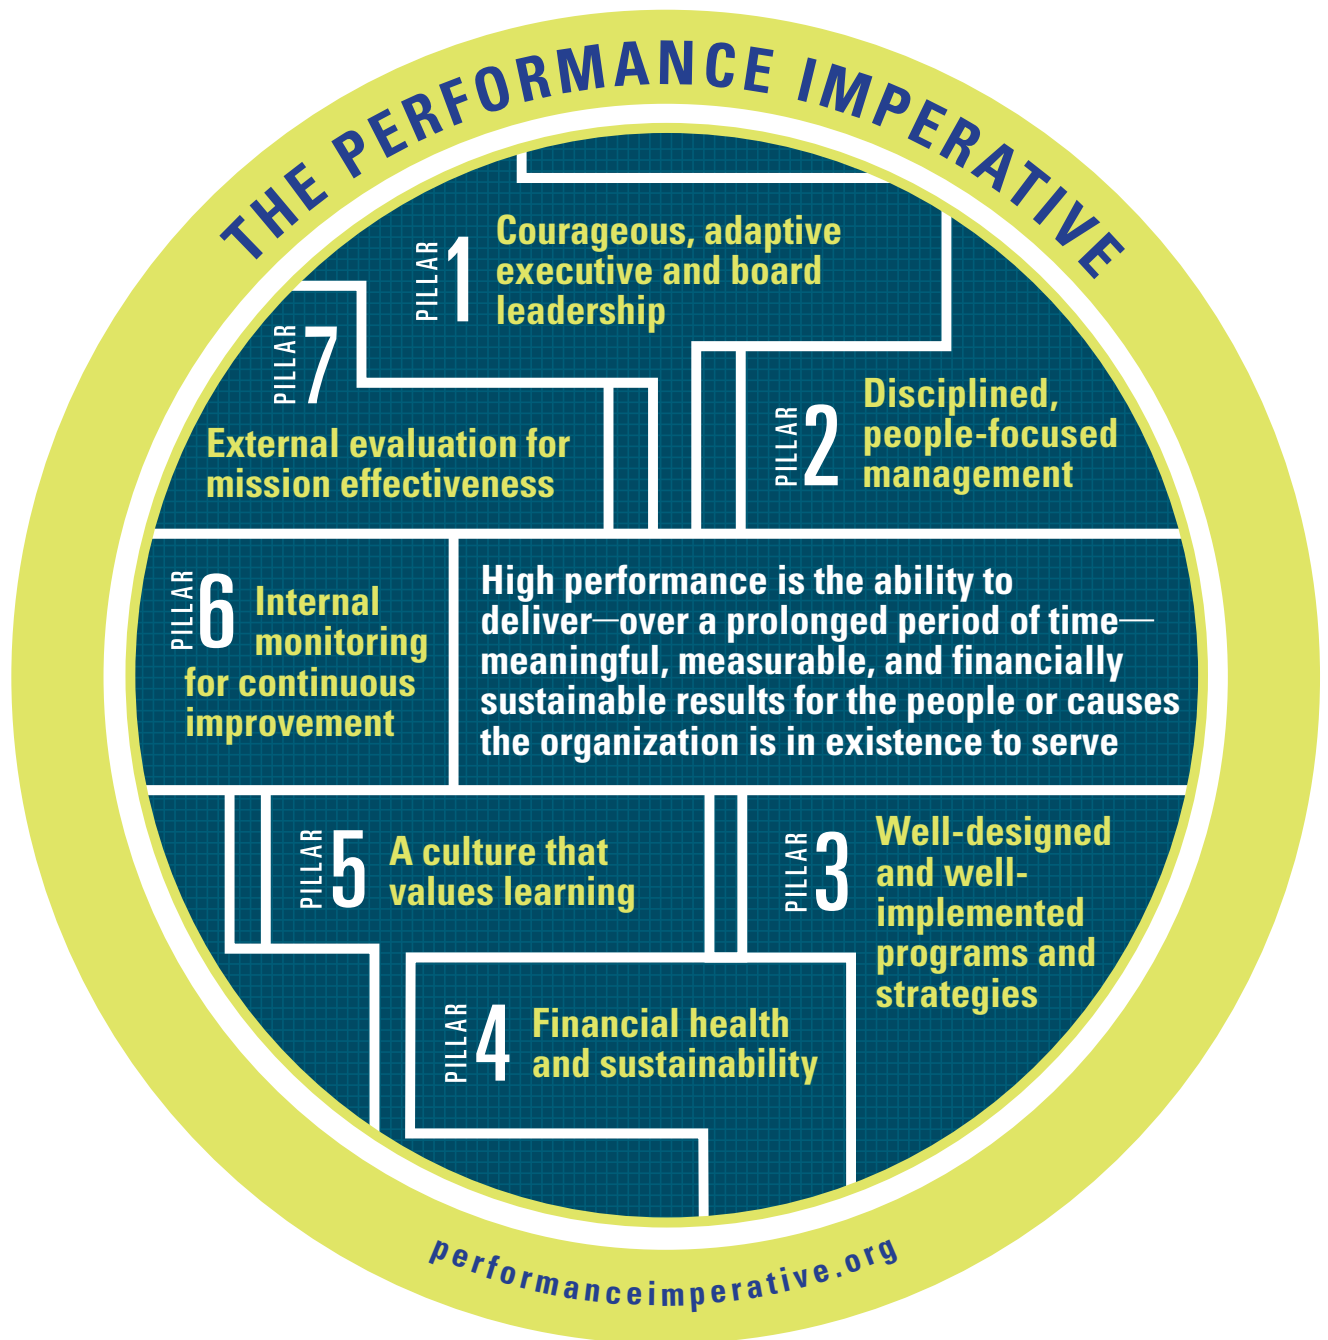 THE PERFORMANCE IMPERATIVE
PILLAR 1
Courageous, adaptive
executive and board
leadership
PILLAR 2
Disciplined,
people-focused
management
PILLAR 7
External evaluation for
mission effectiveness
PILLAR 6
Internal
monitoring
for continuous
improvement
High performance is the ability to
deliver—over a prolonged period of time—
meaningful, measurable, and financially
sustainable results for the people or causes
the organization is in existence to serve
PILLAR 5
A culture that
values learning
PILLAR 3
Well-designed
and well-
implemented
programs and
strategies
PILLAR 4
Financial health
and sustainability
performanceimperative.org